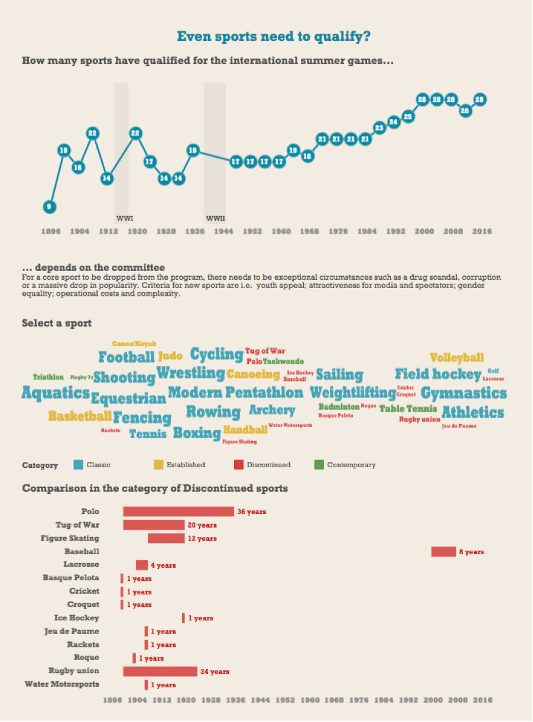 Even sports need to qualify?
How many sports have qualified for the international summer games...
9 19 16 22 14 22 17 14 14 19 17 17 17 17 19 18 21 21 21 21 23 24 25 28 28 28 26 28
WWI WWII
1896 1904 1912 1920 1928 1936 1944 1952 1960 1968 1976 1984 1992 2000 2008 2016
... depends on the committee
For a core sport to be dropped from the program, there needs to be exceptional circumstances such as a drug scandal, corruption
or a massive drop in popularity. Criteria for new sports are i.e. youth appeal; attractiveness for media and spectators; gender
equality; operational costs and complexity.
Select a sport
Canoe/Kayak
Football Judo Cycling Tug of War Volleyball
Polo Taekwondo
Triathlon Rugby 7s Shooting Wrestling Canoeing Ice Hockey Baseball Sailing Field hockey Golf Lacrosse
Aquatics Equestrian Modern Pentathlon Weightlifting Cricket Croquet Gymnastics
Basketball Fencing Rowing Archery Badminton Roque Basque Pelota Table Tennis Rugby union Athletics
Rackets Tennis Boxing Handball Water Motorsports Jeu de Paume
Figure Skating
Category Classic Established Discontinued Contemporary
Comparison in the category of Discontinued sports
Polo 36 years
Tug of War 20 years
Figure Skating 12 years
Baseball 8 years
Lacrosse 4 years
Basque Pelota 1 years
Cricket 1 years
Croquet 1 years
Ice Hockey 1 years
Jeu de Paume 1 years
Rackets 1 years
Roque 1 years
Rugby union 24 years
Water Motorsports 1 years
1896 1904 1912 1920 1928 1936 1944 1952 1960 1968 1976 1984 1992 2000 2008 2016